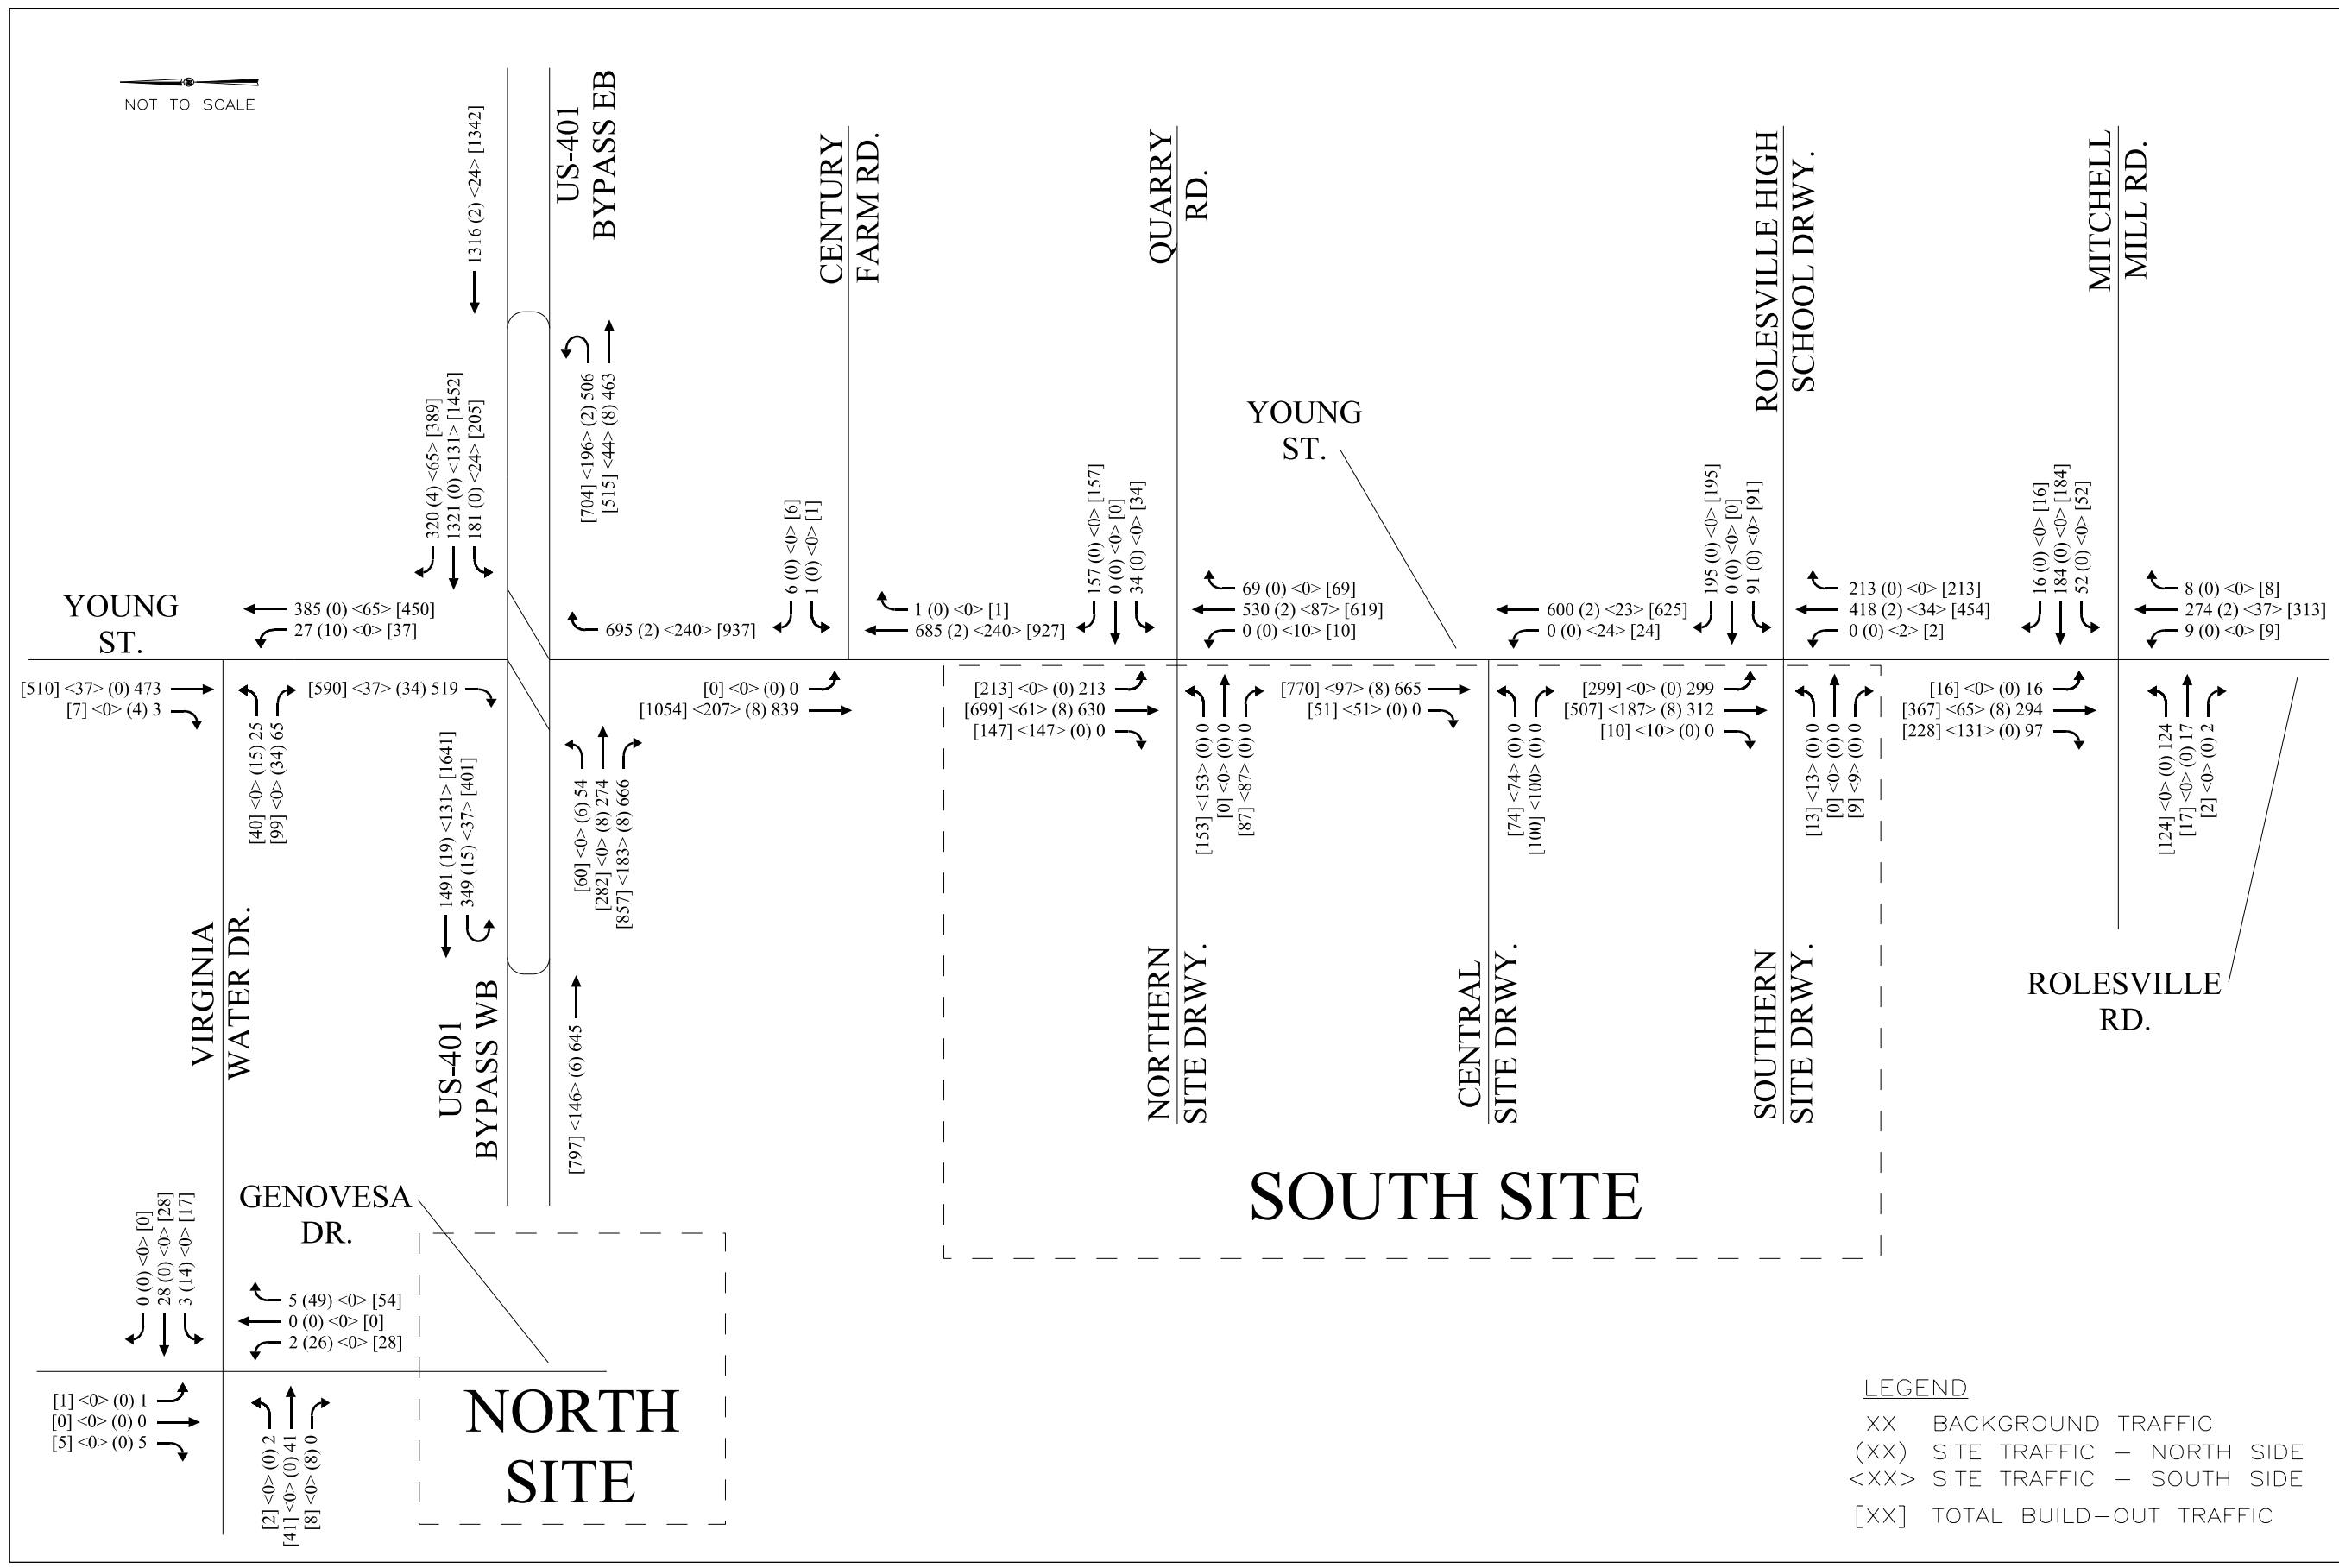 NOT TO SCALE
1316 (2) <24> [1342]
US-401
BYPASS EB
CENTURY
FARM RD.
QUARRY
RD.
ROLESVILLE HIGH
SCHOOL DRWY.
MITCHELL
MILL RD.
320 (4) <65> [389]
1321 (0) <131> [1452]
181 (0) <24> [205]
[704] <196> (2) 506
[515] <44> (8) 463
YOUNG
ST.
6 (0) <0> [6]
1 (0) <0> [1]
157 (0) <0> [157]
0 (0) <0> [0]
34 (0) <0> [34]
195 (0) <0> [195]
0 (0) <0> [0]
91 (0) <0> [91]
16 (0) <0> [16]
184 (0) <0> [184]
52 (0) <0> [52]
YOUNG
ST.
385 (0) <65> [450]
27 (10) <0> [37]
695 (2) <240> [937]
1 (0) <0> [1]
685 (2) <240> [927]
69 (0) <0> [69]
530 (2) <87> [619]
0 (0) <10> [10]
600 (2) <23> [625]
0 (0) <24> [24]
213 (0) <0> [213]
418 (2) <34> [454]
0 (0) <2> [2]
8 (0) <0> [8]
274 (2) <37> [313]
9 (0) <0> [9]
[510] <37> (0) 473
[7] <0> (4) 3
[40] <0> (15) 25
[99] <0> (34) 65
[590] <37> (34) 519
[0] <0> (0) 0
[1054] <207> (8) 839
[213] <0> (0) 213
[699] <61> (8) 630
[147] <147> (0) 0
[153] <153> (0) 0
[0] <0> (0) 0
[87] <87> (0) 0
[770] <97> (8) 665
[51] <51> (0) 0
[74] <74> (0) 0
[100] <100> (0) 0
[299] <0> (0) 299
[507] <187> (8) 312
[10] <10> (0) 0
[13] <13> (0) 0
[0] <0> (0) 0
[9] <9> (0) 0
[16] <0> (0) 16
[367] <65> (8) 294
[228] <131> (0) 97
[124] <0> (0) 124
[17] <0> (0) 17
[2] <0> (0) 2
1491 (19) <131> [1641]
349 (15) <37> [401]
[60] <0> (6) 54
[282] <0> (8) 274
[857] <183> (8) 666
VIRGINIA
WATER DR.
US-401
BYPASS WB
[797] <146> (6) 645
NORTHERN
SITE DRWY.
CENTRAL
SITE DRWY.
SOUTHERN
SITE DRWY.
ROLESVILLE
RD.
SOUTH SITE
GENOVESA
DR.
0 (0) <0> [0]
28 (0) <0> [28]
3 (14) <0> [17]
5 (49) <0> [54]
0 (0) <0> [0]
2 (26) <0> [28]
[1] <0> (0) 1
[0] <0> (0) 0
[5] <0> (0) 5
[2] <0> (0) 2
[41] <0> (0) 41
[8] <0> (8) 0
NORTH
SITE
LEGEND
XX BACKGROUND TRAFFIC
(XX) SITE TRAFFIC - NORTH SIDE
<XX> SITE TRAFFIC - SOUTH SIDE
[XX] TOTAL BUILD-OUT TRAFFIC